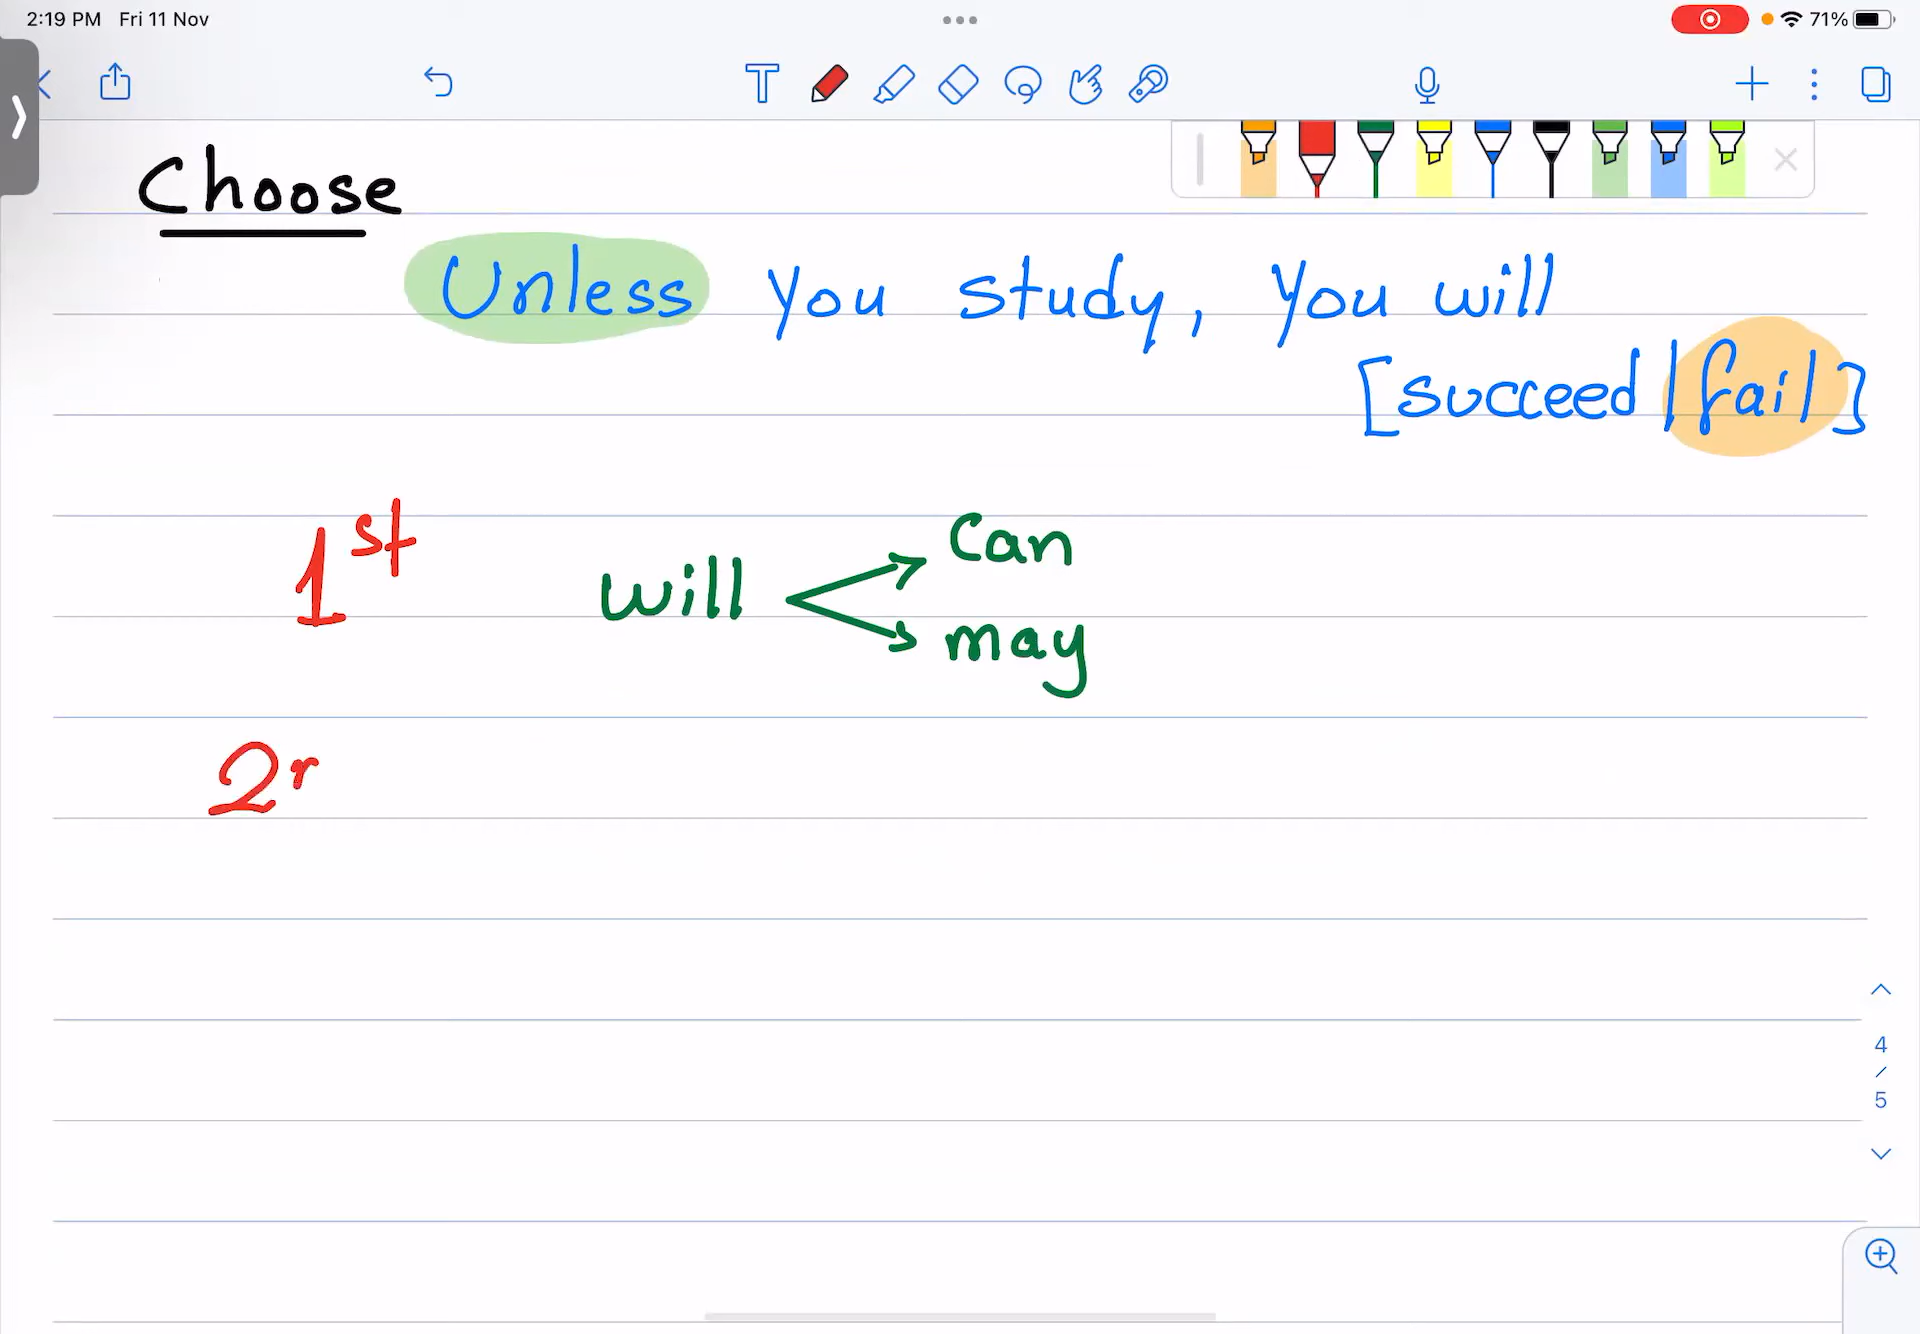 2:19 PM Fri 11 Nov
71%
Choose
Unless you study, you will
[succeed | fail]
1st will can
may
2r
4
/
5